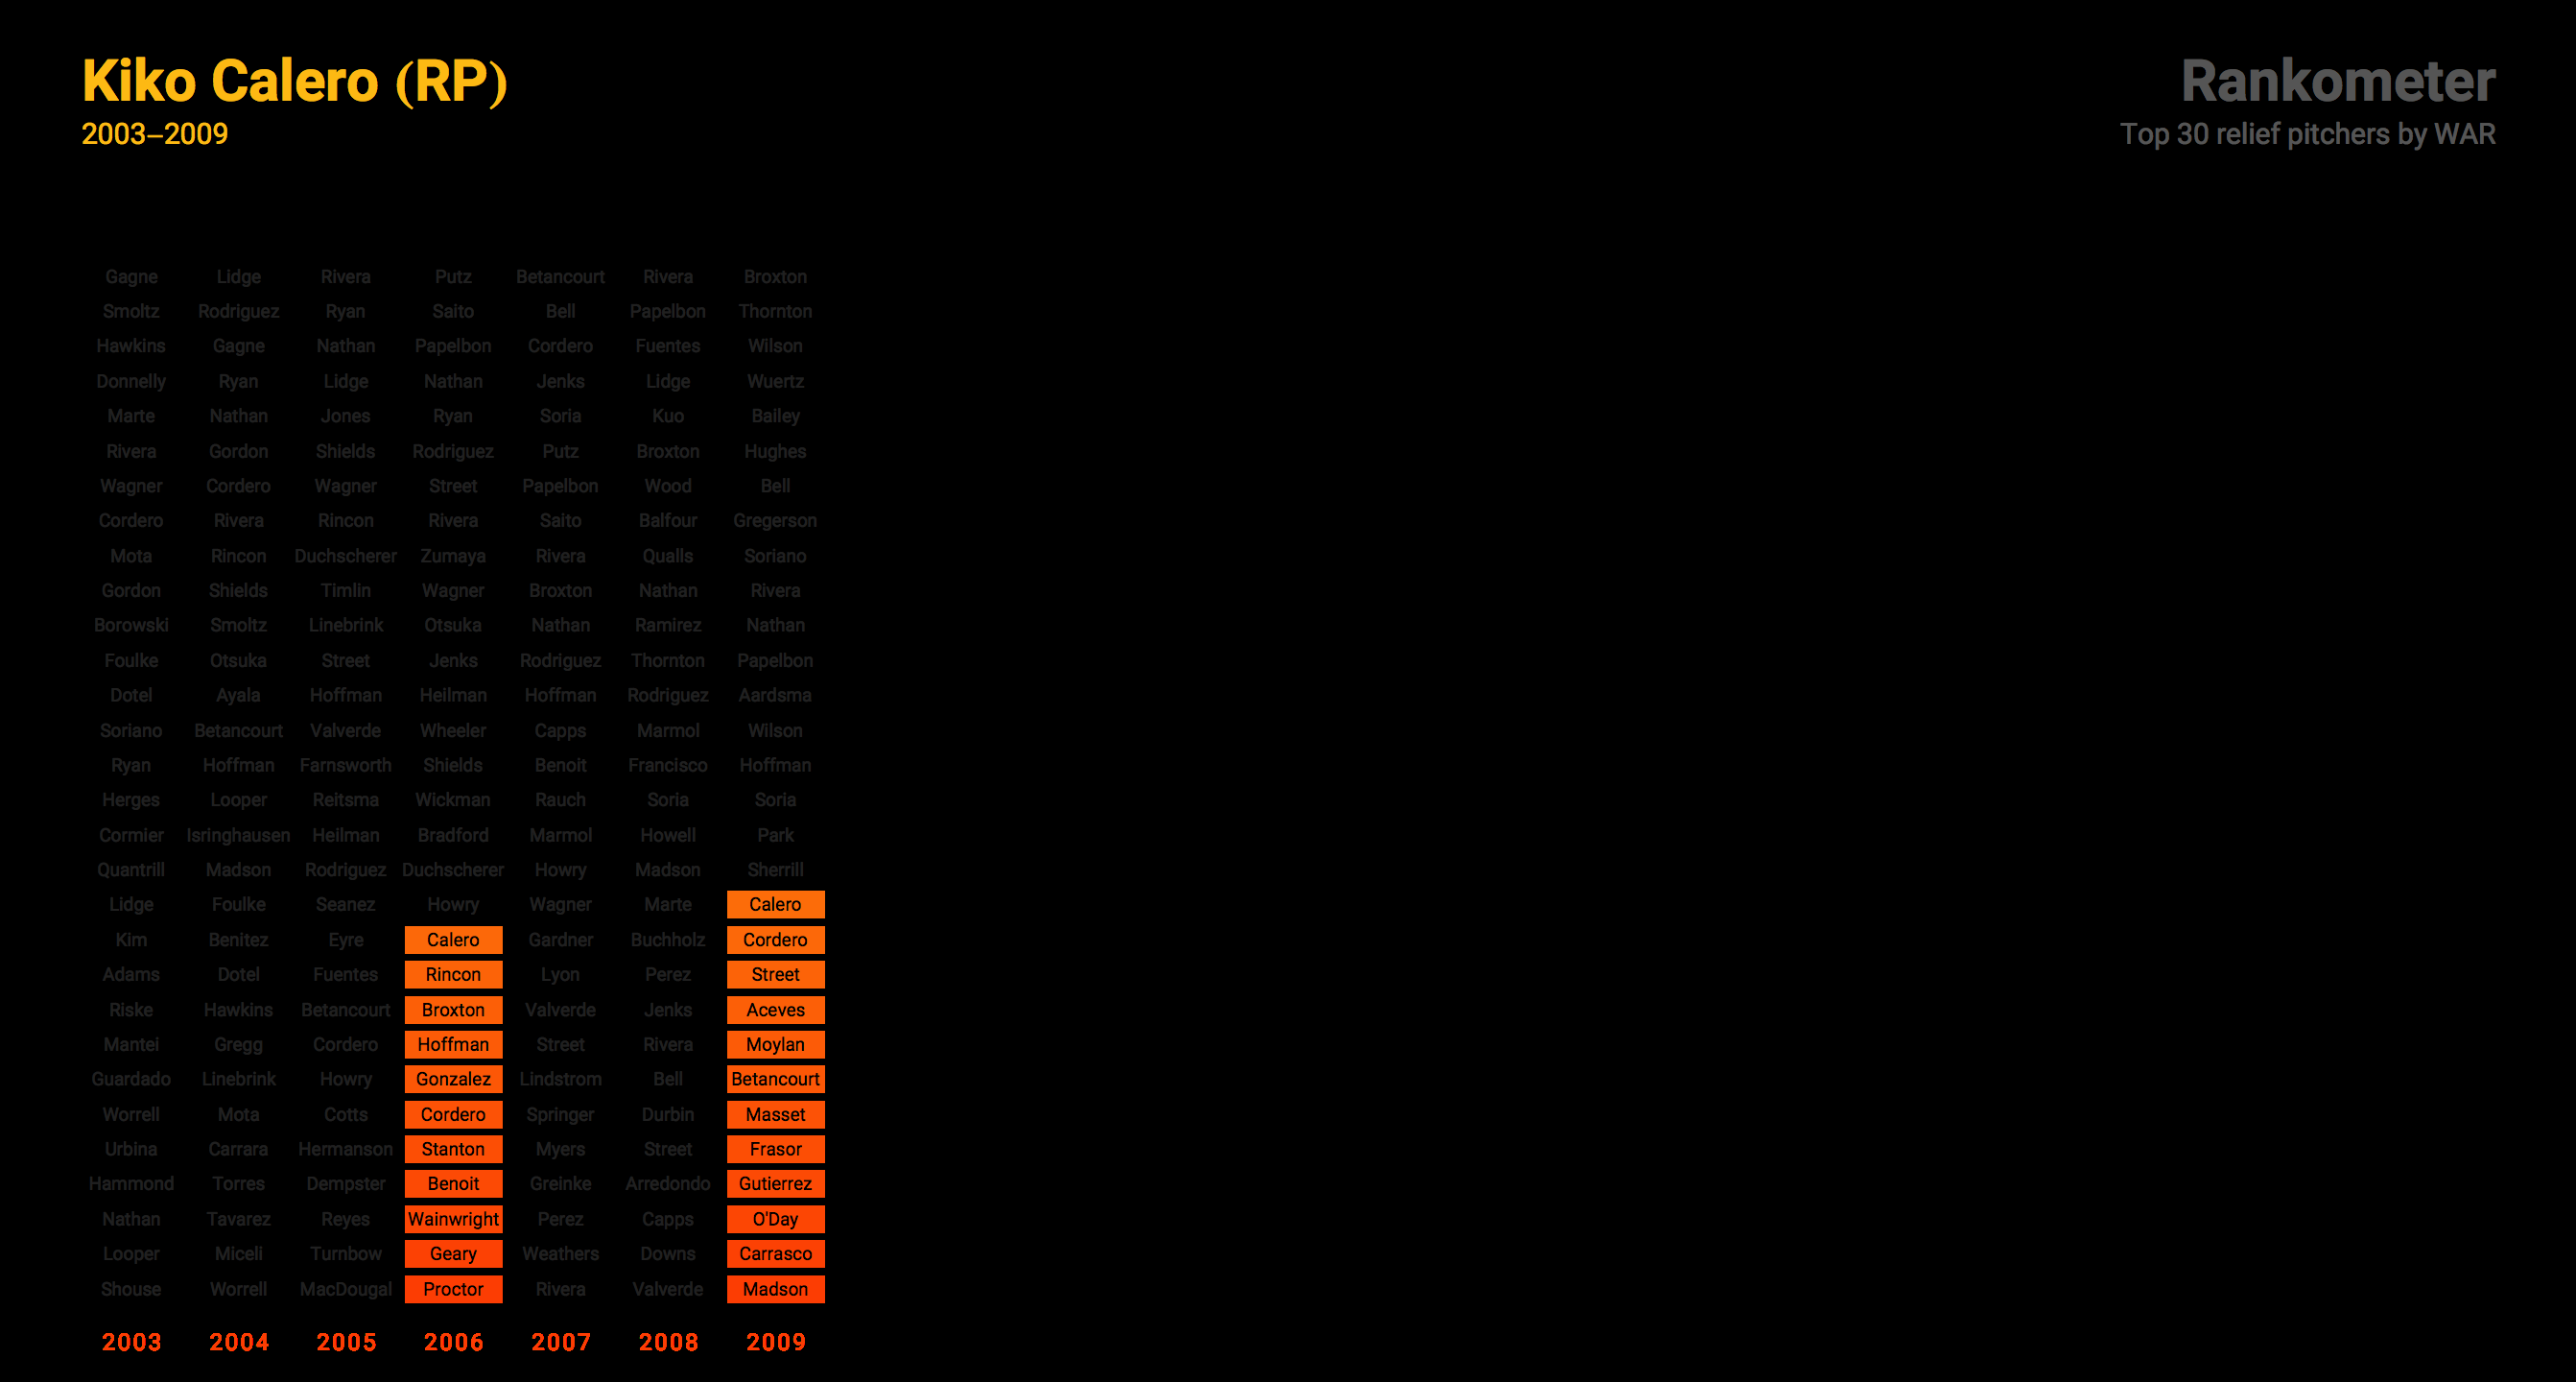 Kiko Calero (RP)
2003–2009
Rankometer
Top 30 relief pitchers by WAR
Gagne Lidge Rivera Putz Betancourt Rivera Broxton
Smoltz Rodriguez Ryan Saito Bell Papelbon Thornton
Hawkins Gagne Nathan Papelbon Cordero Fuentes Wilson
Donnelly Ryan Lidge Nathan Jenks Lidge Wuertz
Marte Nathan Jones Ryan Soria Kuo Bailey
Rivera Gordon Shields Rodriguez Putz Broxton Hughes
Wagner Cordero Wagner Street Papelbon Wood Bell
Cordero Rivera Rincon Rivera Saito Balfour Gregerson
Mota Rincon Duchscherer Zumaya Rivera Qualls Soriano
Gordon Shields Timlin Wagner Broxton Nathan Rivera
Borowski Smoltz Linebrink Otsuka Nathan Ramirez Nathan
Foulke Otsuka Street Jenks Rodriguez Thornton Papelbon
Dotel Ayala Hoffman Heilman Hoffman Rodriguez Aardsma
Soriano Betancourt Valverde Wheeler Capps Marmol Wilson
Ryan Hoffman Farnsworth Shields Benoit Francisco Hoffman
Herges Looper Reitsma Wickman Rauch Soria Soria
Cormier Isringhausen Heilman Bradford Marmol Howell Park
Quantrill Madson Rodriguez Duchscherer Howry Madson Sherrill
Lidge Foulke Seanez Howry Wagner Marte Calero
Kim Benitez Eyre Calero Gardner Buchholz Cordero
Adams Dotel Fuentes Rincon Lyon Perez Street
Riske Hawkins Betancourt Broxton Valverde Jenks Aceves
Mantei Gregg Cordero Hoffman Street Rivera Moylan
Guardado Linebrink Howry Gonzalez Lindstrom Bell Betancourt
Worrell Mota Cotts Cordero Springer Durbin Masset
Urbina Carrara Hermanson Stanton Myers Street Frasor
Hammond Torres Dempster Benoit Greinke Arredondo Gutierrez
Nathan Tavarez Reyes Wainwright Perez Capps O'Day
Looper Miceli Turnbow Geary Weathers Downs Carrasco
Shouse Worrell MacDougal Proctor Rivera Valverde Madson
2003 2004 2005 2006 2007 2008 2009